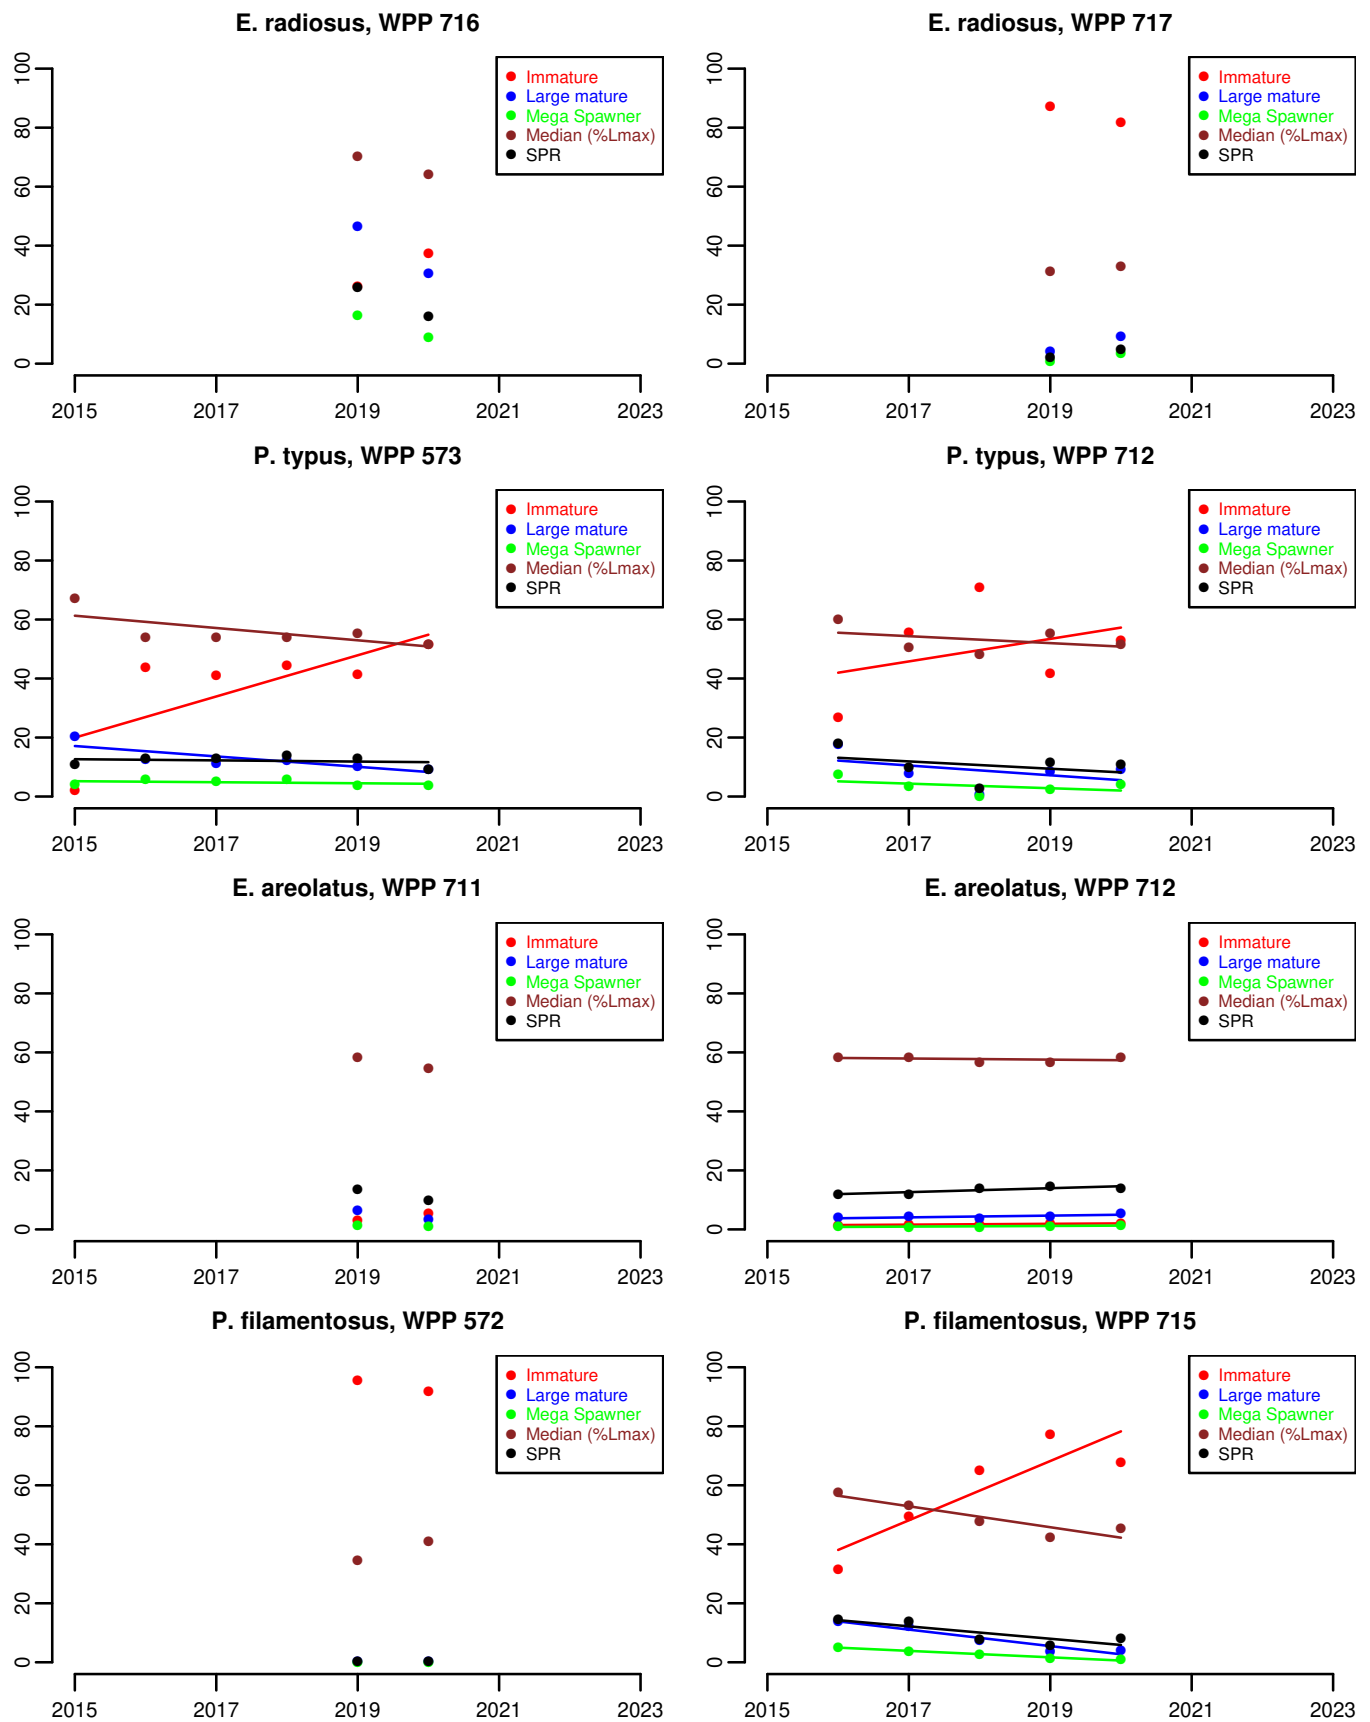 E. radiosus, WPP 716
100
80
60
40
20
0
Immature
Large mature
Mega Spawner
Median (%Lmax)
SPR
2015 2017 2019 2021 2023
E. radiosus, WPP 717
100
80
60
40
20
0
Immature
Large mature
Mega Spawner
Median (%Lmax)
SPR
2015 2017 2019 2021 2023
P. typus, WPP 573
100
80
60
40
20
0
Immature
Large mature
Mega Spawner
Median (%Lmax)
SPR
2015 2017 2019 2021 2023
P. typus, WPP 712
100
80
60
40
20
0
Immature
Large mature
Mega Spawner
Median (%Lmax)
SPR
2015 2017 2019 2021 2023
E. areolatus, WPP 711
100
80
60
40
20
0
Immature
Large mature
Mega Spawner
Median (%Lmax)
SPR
2015 2017 2019 2021 2023
E. areolatus, WPP 712
100
80
60
40
20
0
Immature
Large mature
Mega Spawner
Median (%Lmax)
SPR
2015 2017 2019 2021 2023
P. filamentosus, WPP 572
100
80
60
40
20
0
Immature
Large mature
Mega Spawner
Median (%Lmax)
SPR
2015 2017 2019 2021 2023
P. filamentosus, WPP 715
100
80
60
40
20
0
Immature
Large mature
Mega Spawner
Median (%Lmax)
SPR
2015 2017 2019 2021 2023